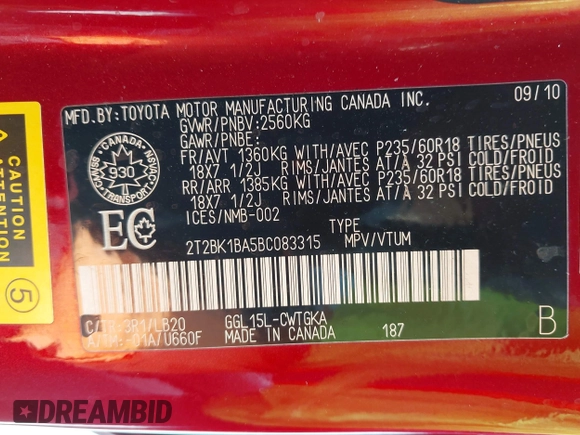 MFD.BY:TOYOTA MOTOR MANUFACTURING CANADA INC. 09/10
GVWR/PNBV:2560KG
GAWR/PNBE:
FR/AVT 1360KG WITH/AVEC P235/60R18 TIRES/PNEUS
18X7 1/2J RIMS/JANTES AT/A 32 PSI COLD/FROID
RR/ARR 1385KG WITH/AVEC P235/60R18 TIRES/PNEUS
18X7 1/2J RIMS/JANTES AT/A 32 PSI COLD/FROID
ICES/NMB-002
TYPE
2T2BK1BA5BC083315 MPV/VTUM
CANADA
930
TRANSPORT
EC
C/TR:3R1/LB20 GGL15L-CWTGKA
A/TM:-01A/U660F MADE IN CANADA 187
B
CAUTION
ATTENTION
5
DREAMBID